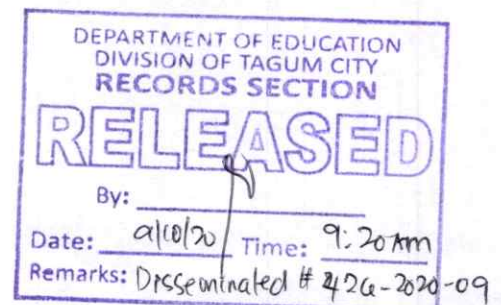 DEPARTMENT OF EDUCATION
DIVISION OF TAGUM CITY
RECORDS SECTION
RELEASED
By:
Date: 9/10/20 Time: 9:20 AM
Remarks: Disseminated # 426-2020-09